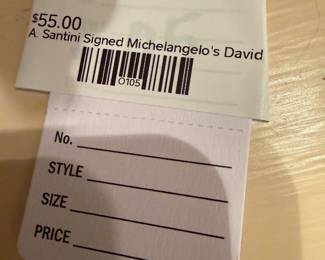 $55.00
A. Santini Signed Michelangelo's David
O105
No.
STYLE
SIZE
PRICE